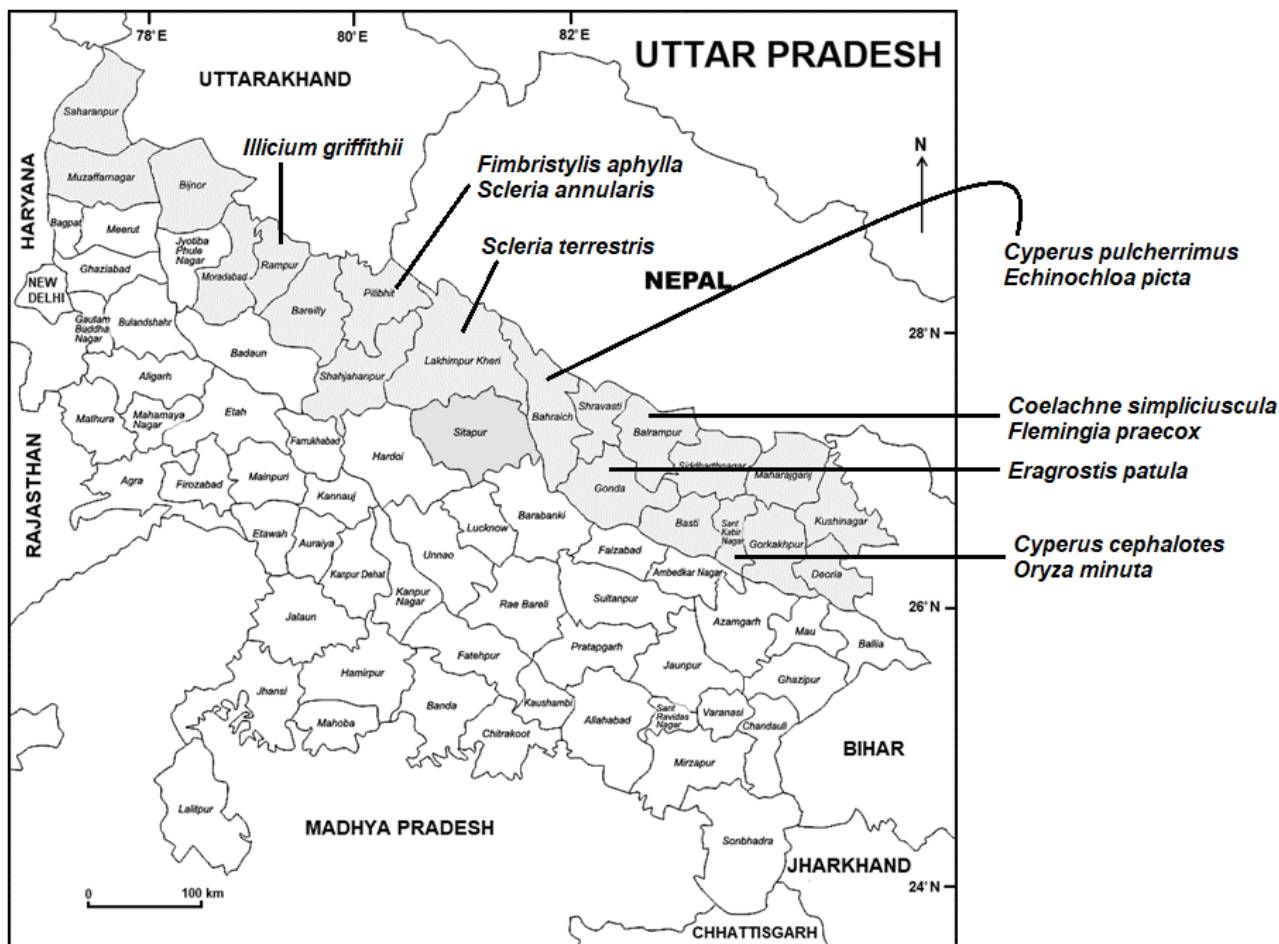 78° E
80° E
82° E
UTTAR PRADESH
UTTARAKHAND
Saharanpur
N
Illicium griffithii
Fimbristylis aphylla
Scleria annularis
HARYANA
Muzaffarnagar
Bijnor
Bagpat
Meerut
Jyotiba
Phule
Nagar
Scleria terrestris
Cyperus pulcherrimus
Echinochloa picta
Ghaziabad
Moradabad
Rampur
NEPAL
NEW
DELHI
Pilibhit
Bareilly
Gautam
Buddha
Nagar
Bulandshahr
28° N
Badaun
Lakhimpur Kheri
Aligarh
Shahjahanpur
Shravasti
Coelachne simpliciuscula
Flemingia praecox
Mathura
Mahamaya
Nagar
Etah
Bahraich
Balrampur
Farrukhabad
Sitapur
RAJASTHAN
Hardoi
Siddharthnagar
Maharajganj
Eragrostis patula
Agra
Firozabad
Mainpuri
Kannauj
Gonda
Barabanki
Basti
Sant
Kabir
Nagar
Gorkakhpur
Kushinagar
Etawah
Auraiya
Unnao
Lucknow
Faizabad
Cyperus cephalotes
Oryza minuta
Kanpur Dehat
Kanpur
Nagar
Ambedkar Nagar
Deoria
Rae Bareli
Sultanpur
26° N
Jalaun
Azamgarh
Mau
Ballia
Fatehpur
Pratapgarh
Jaunpur
Hamirpur
Ghazipur
Jhansi
Banda
Kaushambi
Allahabad
Sant
Ravidas
Nagar
Varanasi
Chandauli
Mahoba
Chitrakoot
BIHAR
Mirzapur
Lalitpur
MADHYA PRADESH
Sonbhadra
JHARKHAND
0
100 km
24° N
CHHATTISGARH